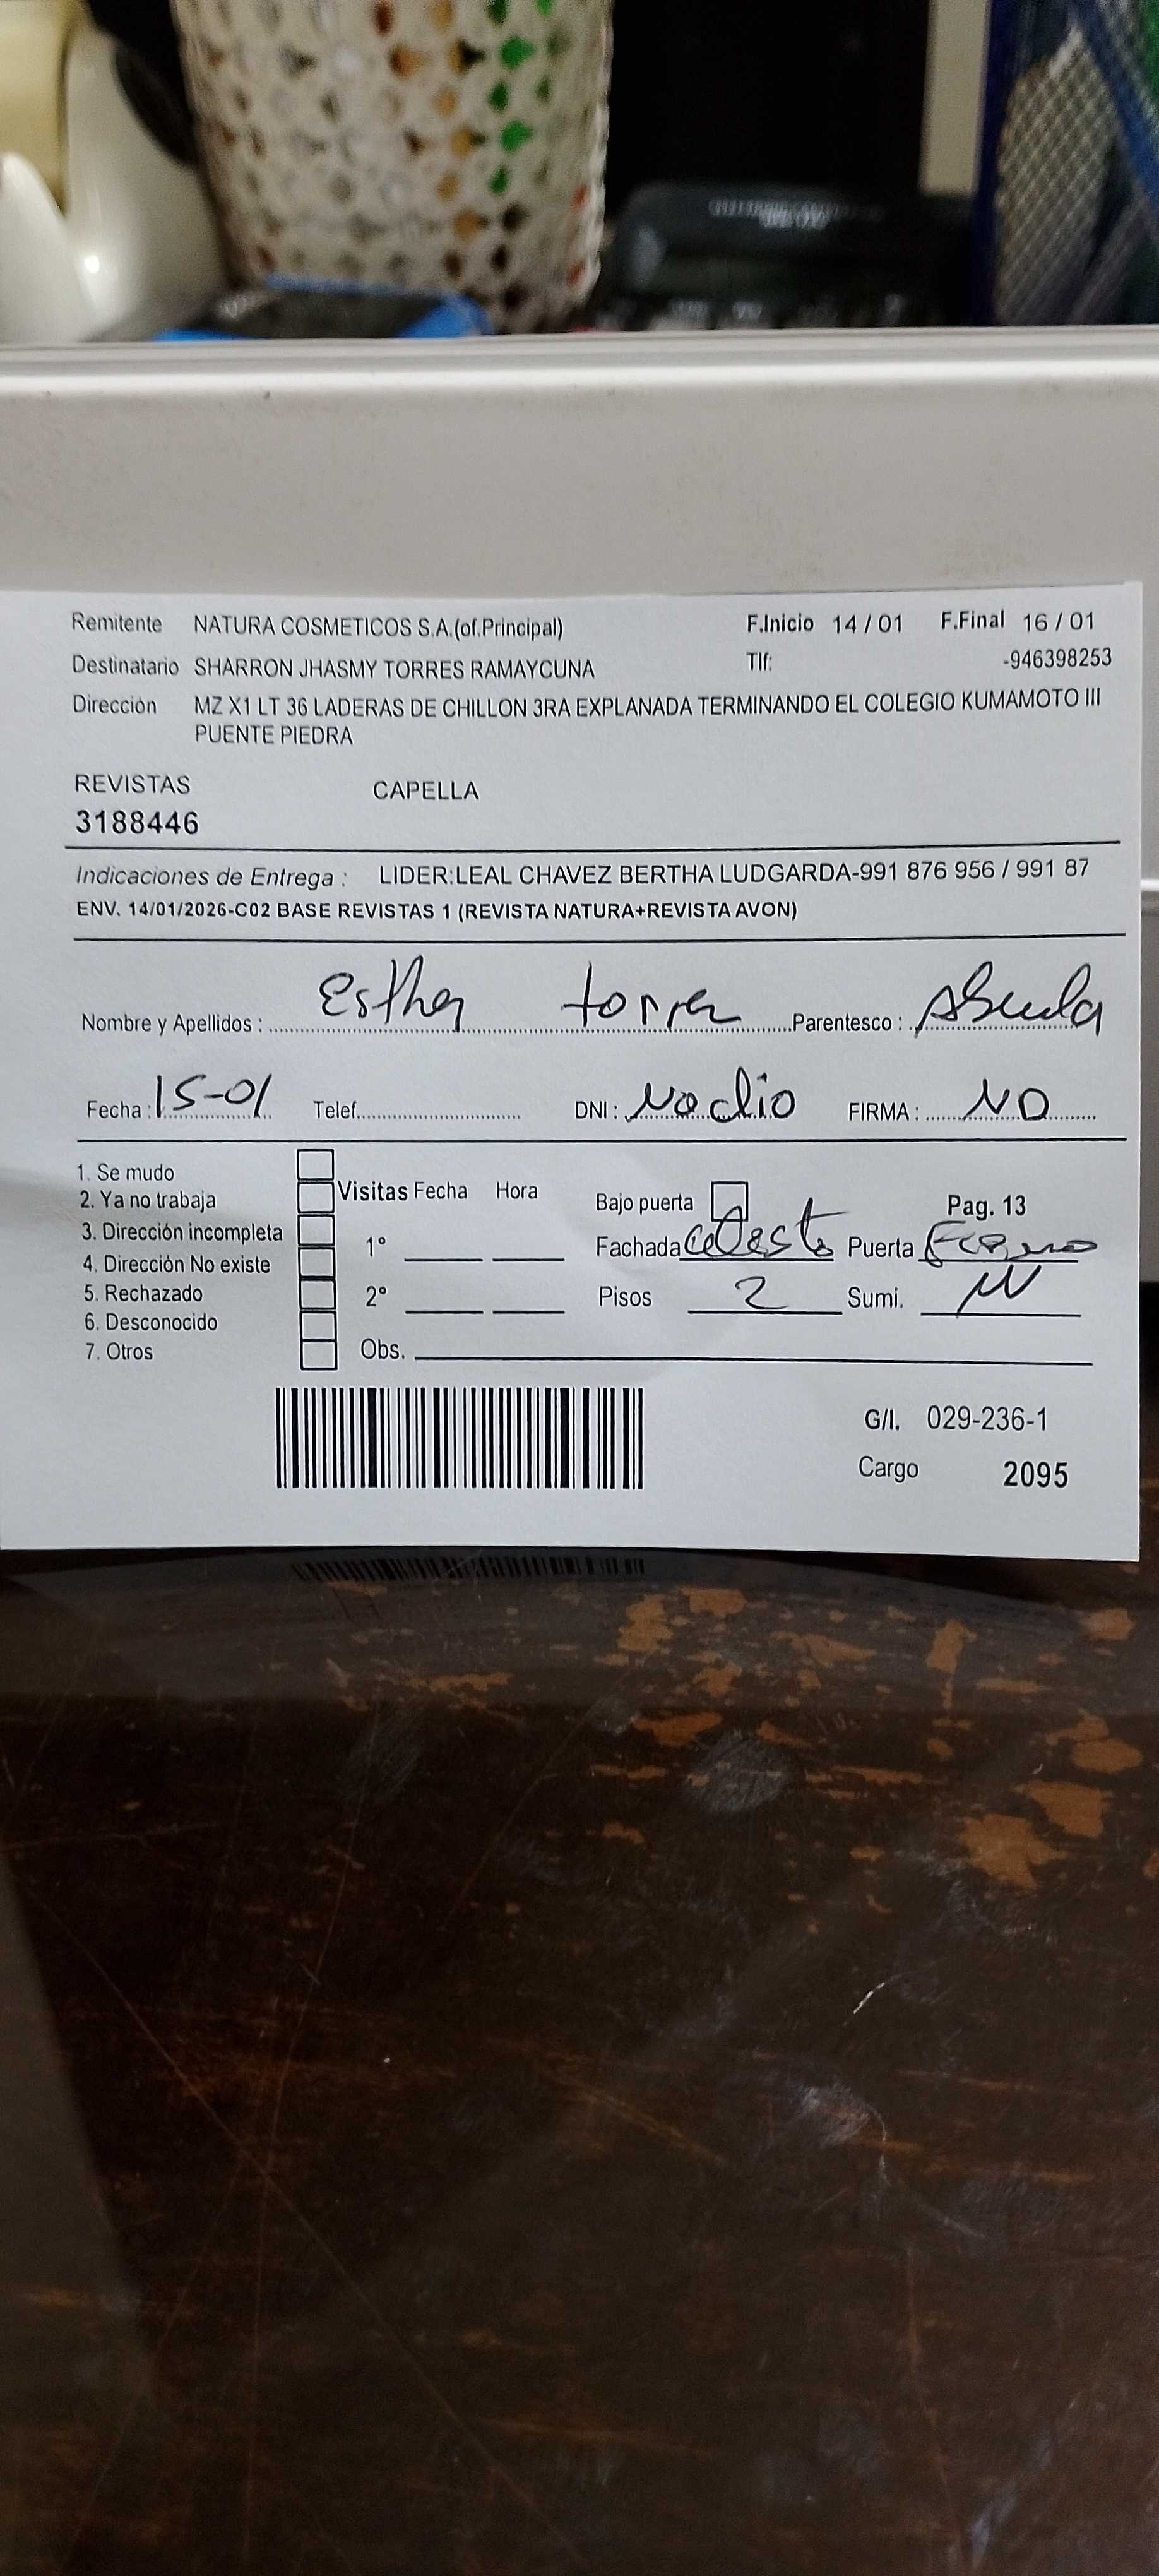 Remitente NATURA COSMETICOS S.A.(of.Principal) F.Inicio 14 / 01 F.Final 16 / 01
Destinatario SHARRON JHASMY TORRES RAMAYCUNA Tlf: -946398253
Dirección MZ X1 LT 36 LADERAS DE CHILLON 3RA EXPLANADA TERMINANDO EL COLEGIO KUMAMOTO III
PUENTE PIEDRA
REVISTAS CAPELLA
3188446
Indicaciones de Entrega : LIDER:LEAL CHAVEZ BERTHA LUDGARDA-991 876 956 / 991 87
ENV. 14/01/2026-C02 BASE REVISTAS 1 (REVISTA NATURA+REVISTA AVON)
Nombre y Apellidos : Esther torres Parentesco : Abuela
Fecha : 15-01 Telef. DNI : No dio FIRMA : NO
1. Se mudo
2. Ya no trabaja Visitas Fecha Hora Bajo puerta Pag. 13
3. Dirección incompleta 1° Fachada celeste Puerta
4. Dirección No existe
5. Rechazado 2° Pisos 2 Sumi.
6. Desconocido
7. Otros Obs.
G/I. 029-236-1
Cargo 2095